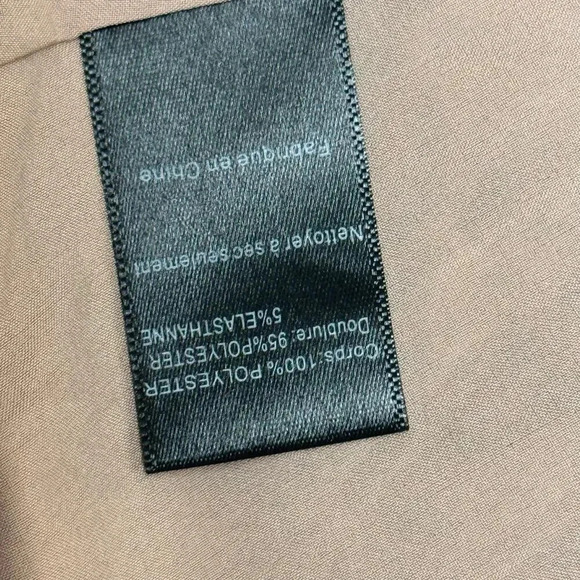 Corps:100% POLYESTER
Doublure: 95%POLYESTER
5%ELASTHANNE
Nettoyer à sec seulement
Fabriqué en Chine